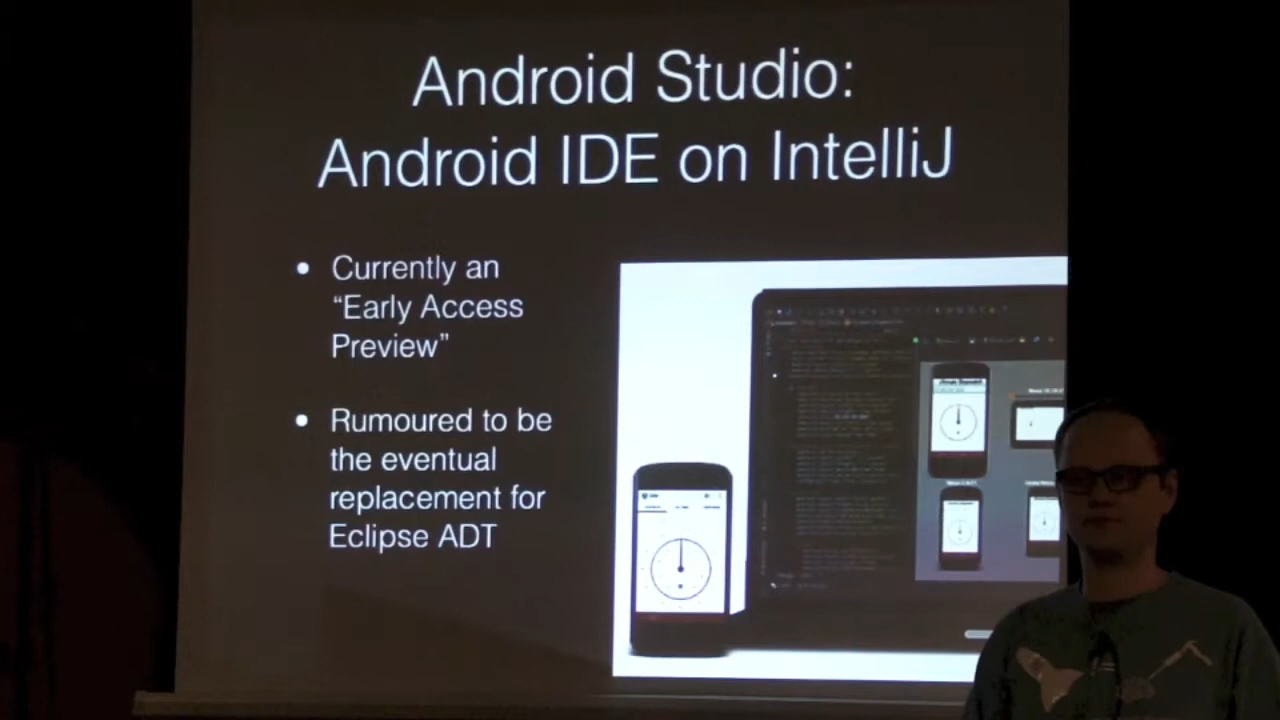 Android Studio:
Android IDE on IntelliJ
• Currently an
“Early Access
Preview”
• Rumoured to be
the eventual
replacement for
Eclipse ADT